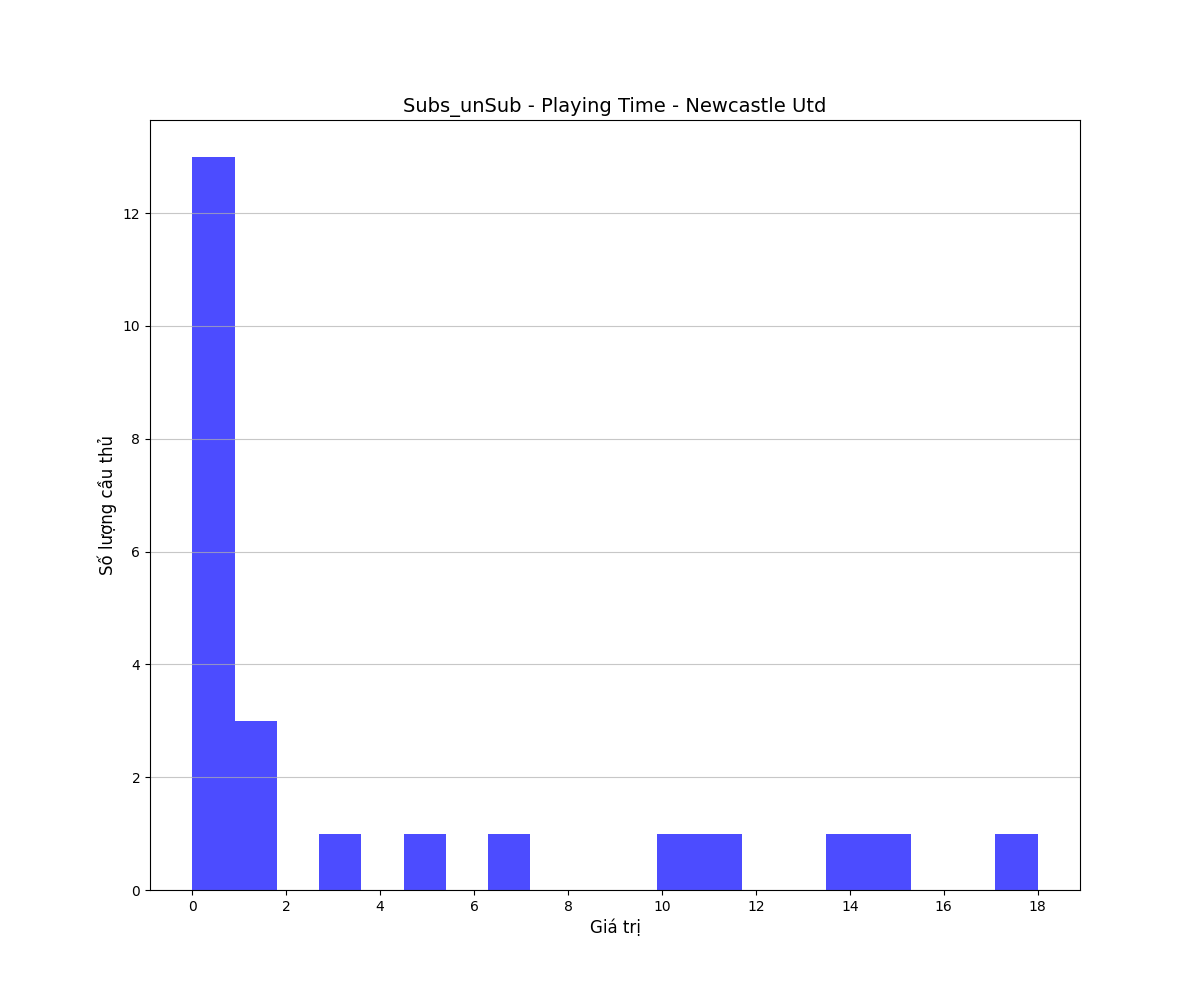 Subs_unSub - Playing Time - Newcastle Utd
12
10
8
6
4
2
0
Số lượng cầu thủ
0 2 4 6 8 10 12 14 16 18
Giá trị